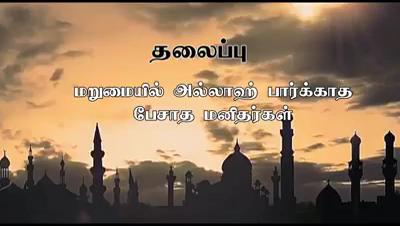 தலைப்பு
மறுமையில் அல்லாஹ் பார்க்காத
பேசாத மனிதர்கள்